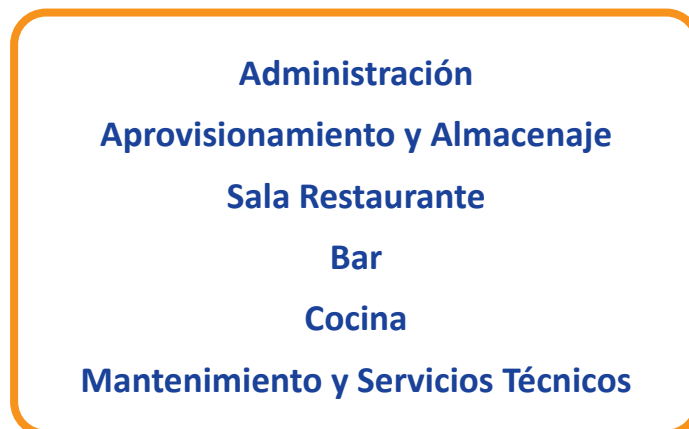 Administración
Aprovisionamiento y Almacenaje
Sala Restaurante
Bar
Cocina
Mantenimiento y Servicios Técnicos